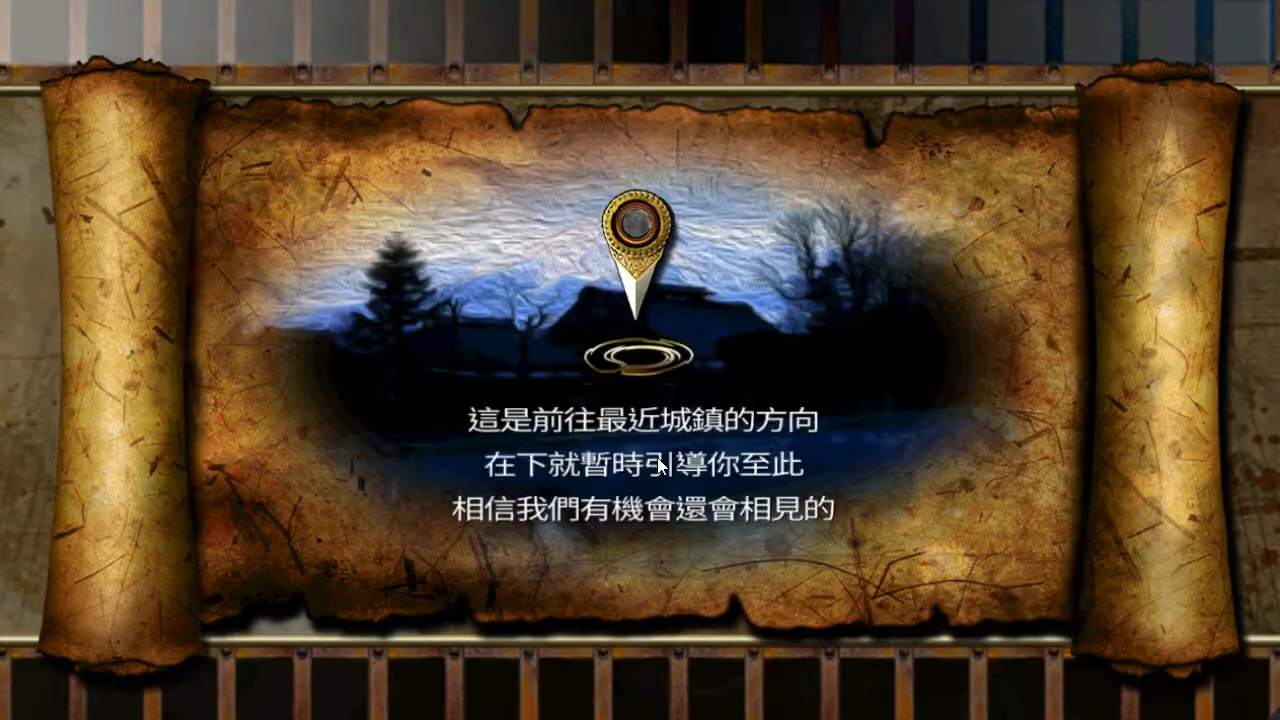 這是前往最近城鎮的方向
在下就暫時引導你至此
相信我們有機會還會相見的